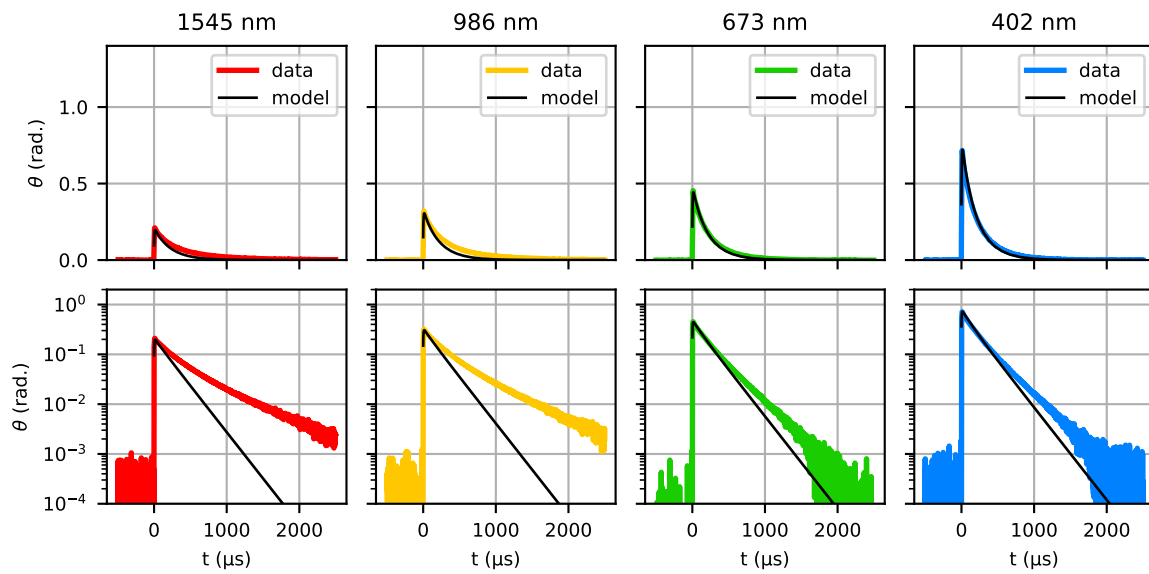 1545 nm 986 nm 673 nm 402 nm
data data data data
model model model model
1.0
0.5
0.0
θ (rad.)
10⁰
10⁻¹
10⁻²
10⁻³
10⁻⁴
θ (rad.)
0 1000 2000 0 1000 2000 0 1000 2000 0 1000 2000
t (µs) t (µs) t (µs) t (µs)